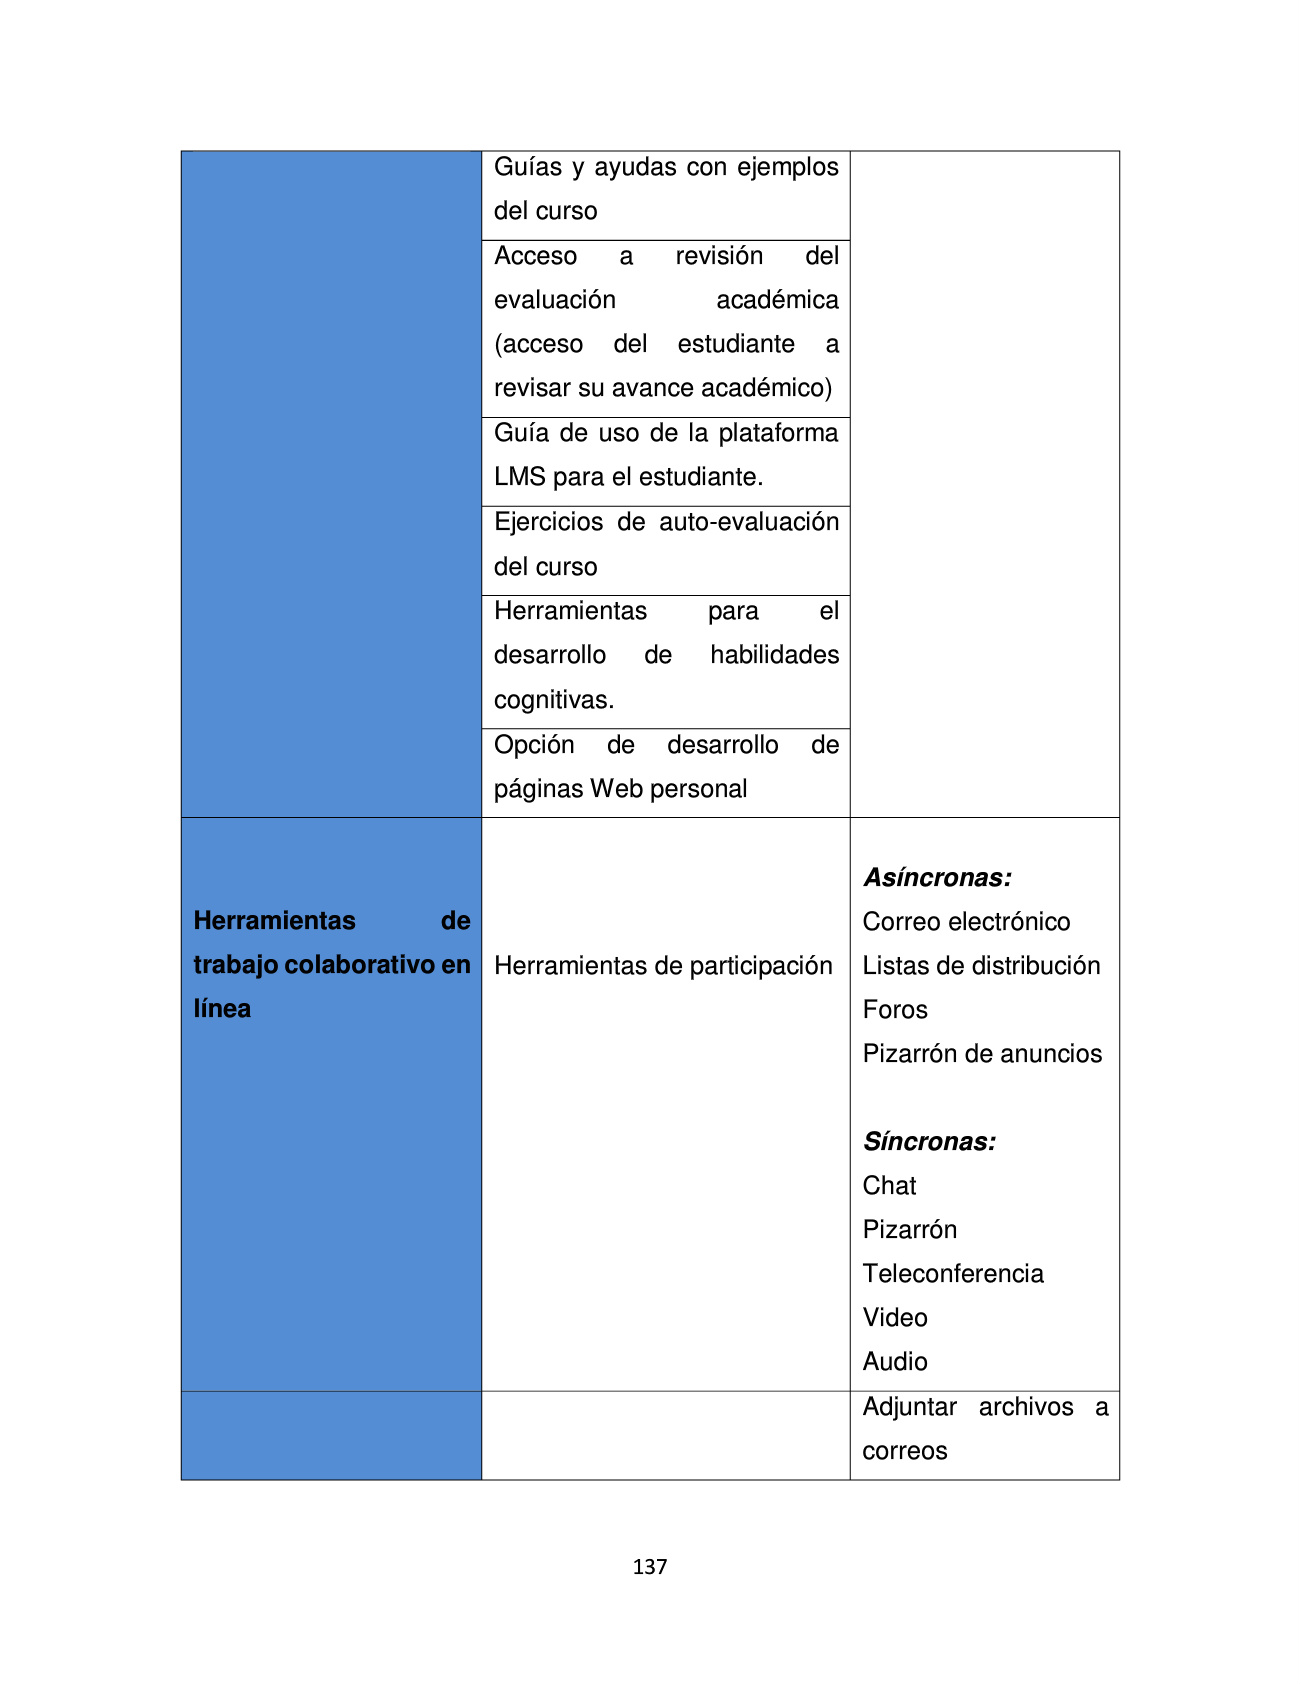 Guías y ayudas con ejemplos
del curso
Acceso a revisión del
evaluación académica
(acceso del estudiante a
revisar su avance académico)
Guía de uso de la plataforma
LMS para el estudiante.
Ejercicios de auto-evaluación
del curso
Herramientas para el
desarrollo de habilidades
cognitivas.
Opción de desarrollo de
páginas Web personal
Herramientas de
trabajo colaborativo en
línea
Herramientas de participación
Asíncronas:
Correo electrónico
Listas de distribución
Foros
Pizarrón de anuncios
Síncronas:
Chat
Pizarrón
Teleconferencia
Video
Audio
Adjuntar archivos a
correos
137